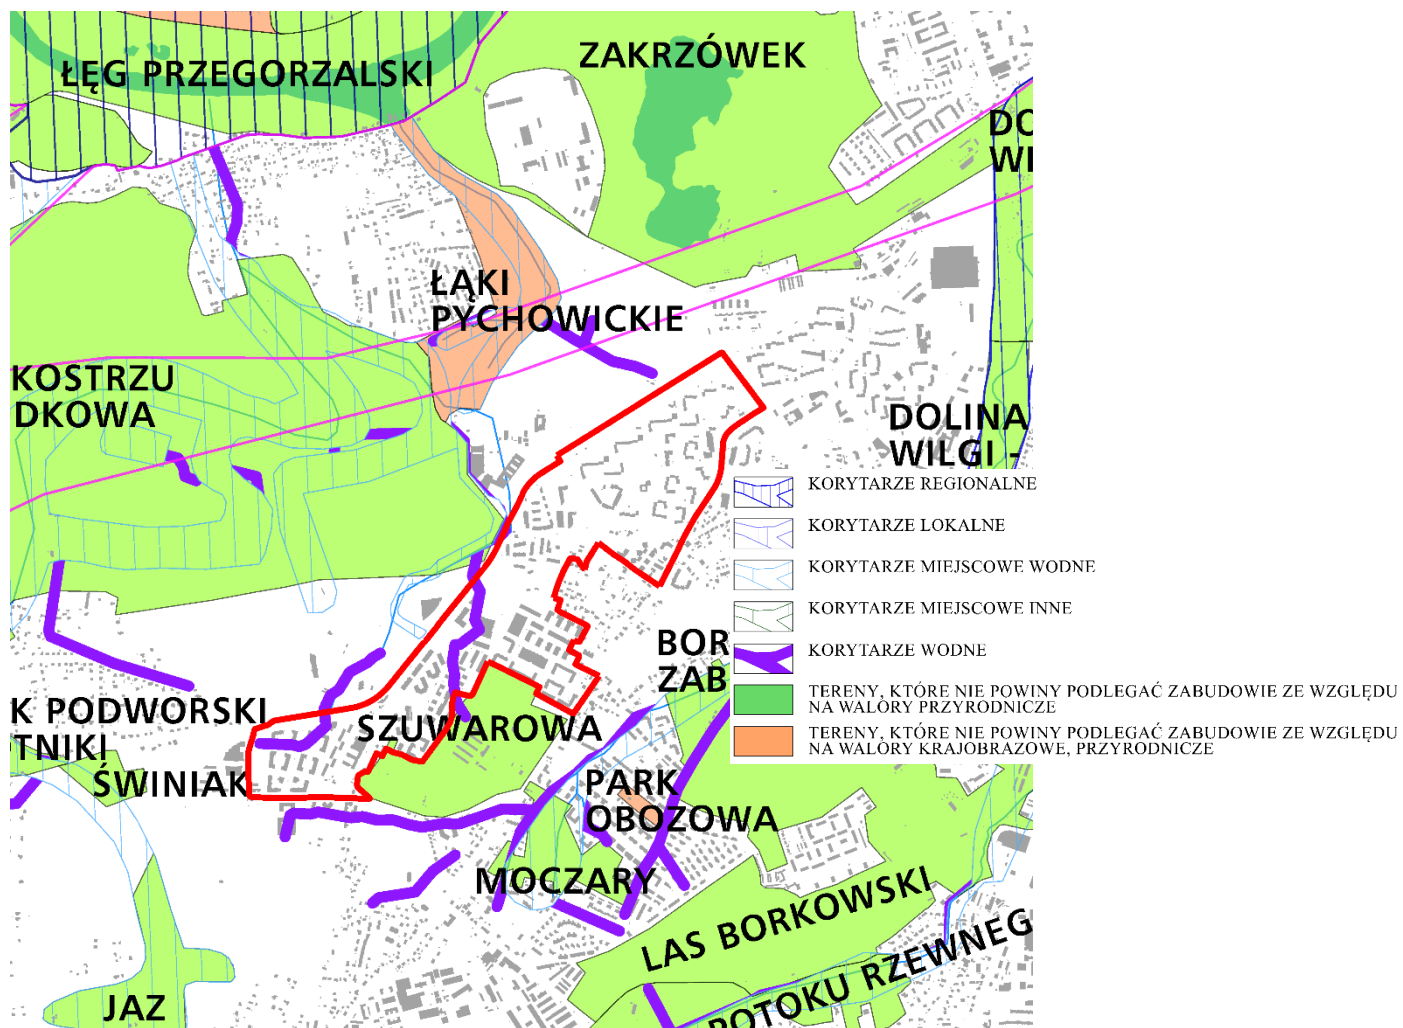 ZAKRZÓWEK
ŁĘG PRZEGORZALSKI
DO
WI
ŁĄKI
PYCHOWICKIE
KOSTRZU
DKOWA
DOLINA
WILGI -
KORYTARZE REGIONALNE
KORYTARZE LOKALNE
KORYTARZE MIEJSCOWE WODNE
KORYTARZE MIEJSCOWE INNE
KORYTARZE WODNE
TERENY, KTÓRE NIE POWINY PODLEGAĆ ZABUDOWIE ZE WZGLĘDU
NA WALÓRY PRZYRODNICZE
TERENY, KTÓRE NIE POWINY PODLEGAĆ ZABUDOWIE ZE WZGLĘDU
NA WALÓRY KRAJOBRAZOWE, PRZYRODNICZE
BOR
ZAB
K PODWORSKI
TNIKI
ŚWINIAK
SZUWAROWA
PARK
OBOZOWA
MOCZARY
LAS BORKOWSKI
POTOKU RZEWNEG
JAZ